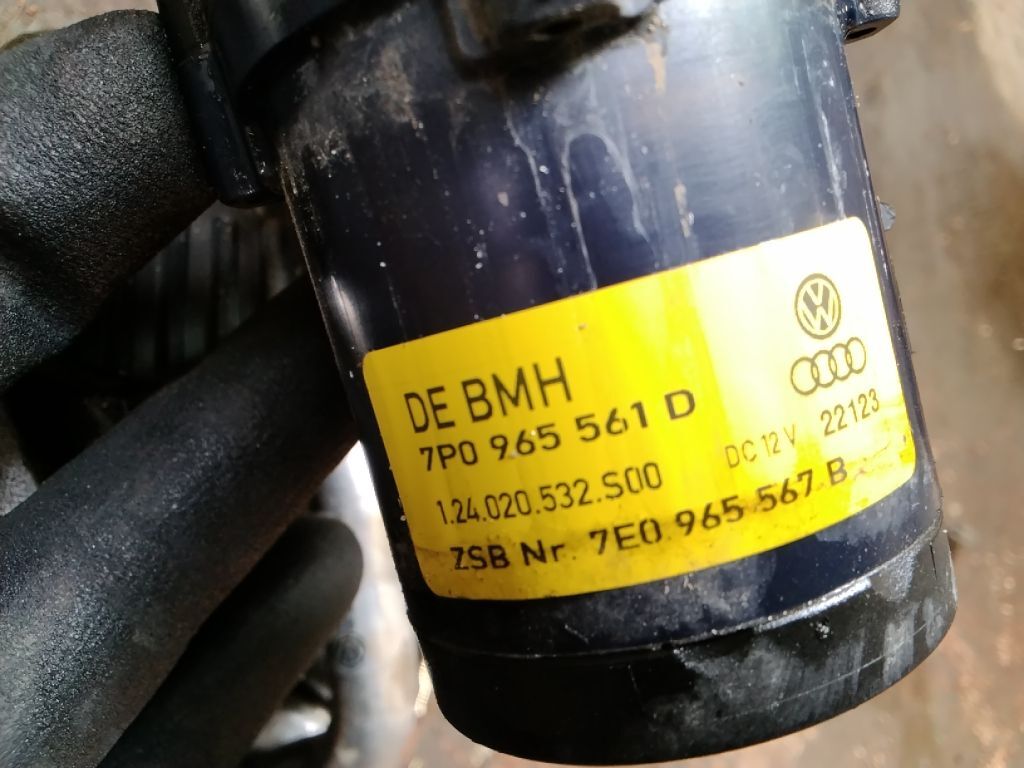 DE BMH
7P0 965 561 D
1.24.020.532.S00
DC 12 V 22123
ZSB Nr. 7E0 965 567 B